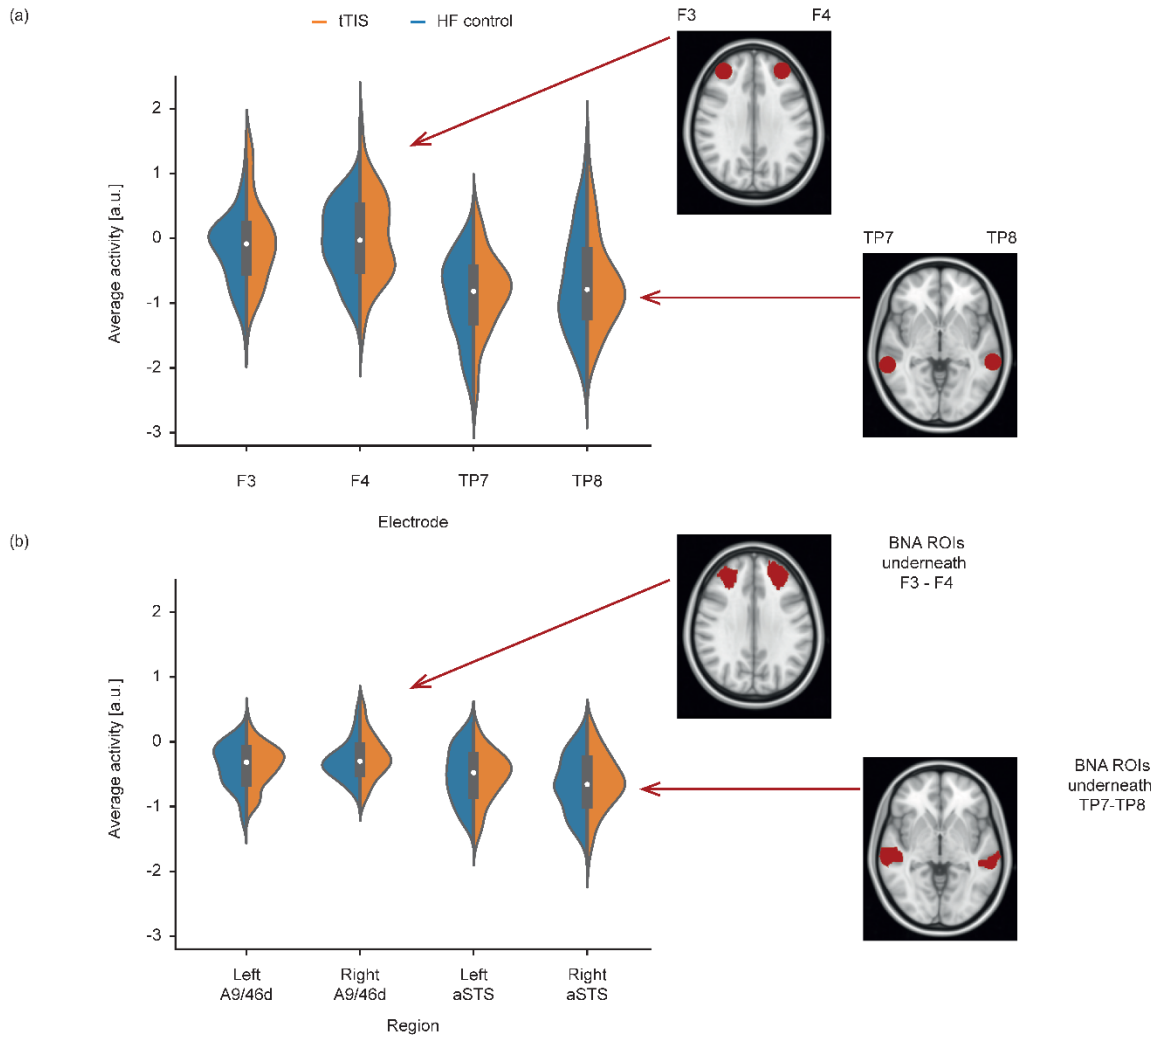 (a)
tTIS
HF control
F3
F4
Average activity [a.u.]
2
1
0
-1
-2
-3
TP7
TP8
F3
F4
TP7
TP8
Electrode
(b)
BNA ROIs
underneath
F3 - F4
Average activity [a.u.]
2
1
0
-1
-2
-3
BNA ROIs
underneath
TP7-TP8
Left
A9/46d
Right
A9/46d
Left
aSTS
Right
aSTS
Region